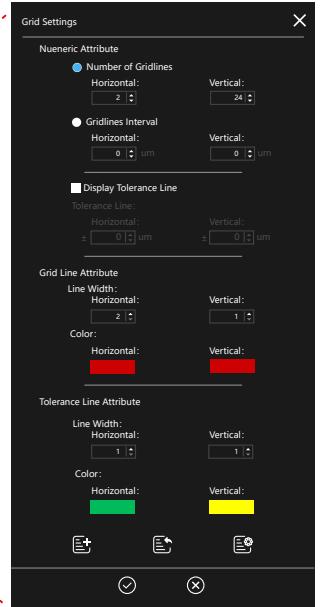 Grid Settings
Nueneric Attribute
Number of Gridlines
Horizontal: Vertical:
2 24
Gridlines Interval
Horizontal: Vertical:
0 um 0 um
Display Tolerance Line
Tolerance Line:
Horizontal: Vertical:
± 0 um ± 0 um
Grid Line Attribute
Line Width:
Horizontal: Vertical:
2 1
Color:
Horizontal: Vertical:
Tolerance Line Attribute
Line Width:
Horizontal: Vertical:
1 1
Color:
Horizontal: Vertical: